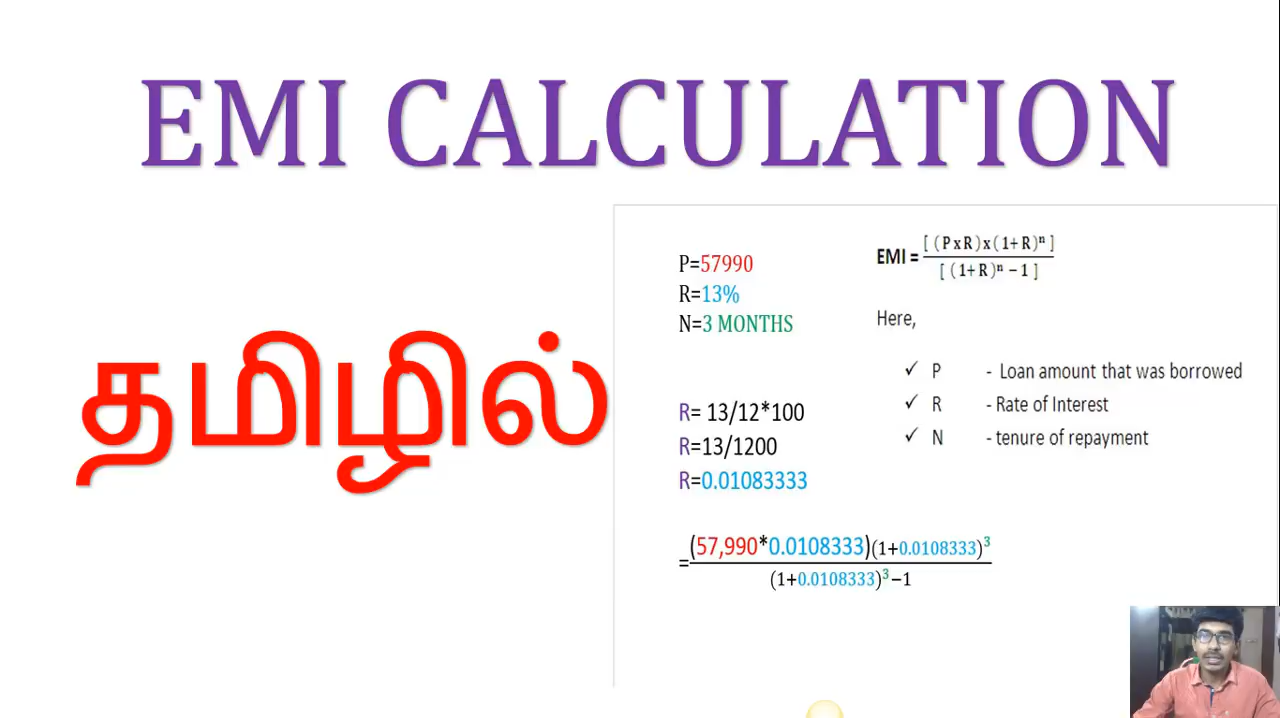 EMI CALCULATION
தமிழில்
P=57990
R=13%
N=3 MONTHS
R= 13/12*100
R=13/1200
R=0.01083333
EMI = [ (P x R) x (1+ R)ⁿ ] / [ (1+ R)ⁿ – 1 ]
Here,
✓ P - Loan amount that was borrowed
✓ R - Rate of Interest
✓ N - tenure of repayment
=(57,990*0.0108333)(1+0.0108333)³ / (1+0.0108333)³–1